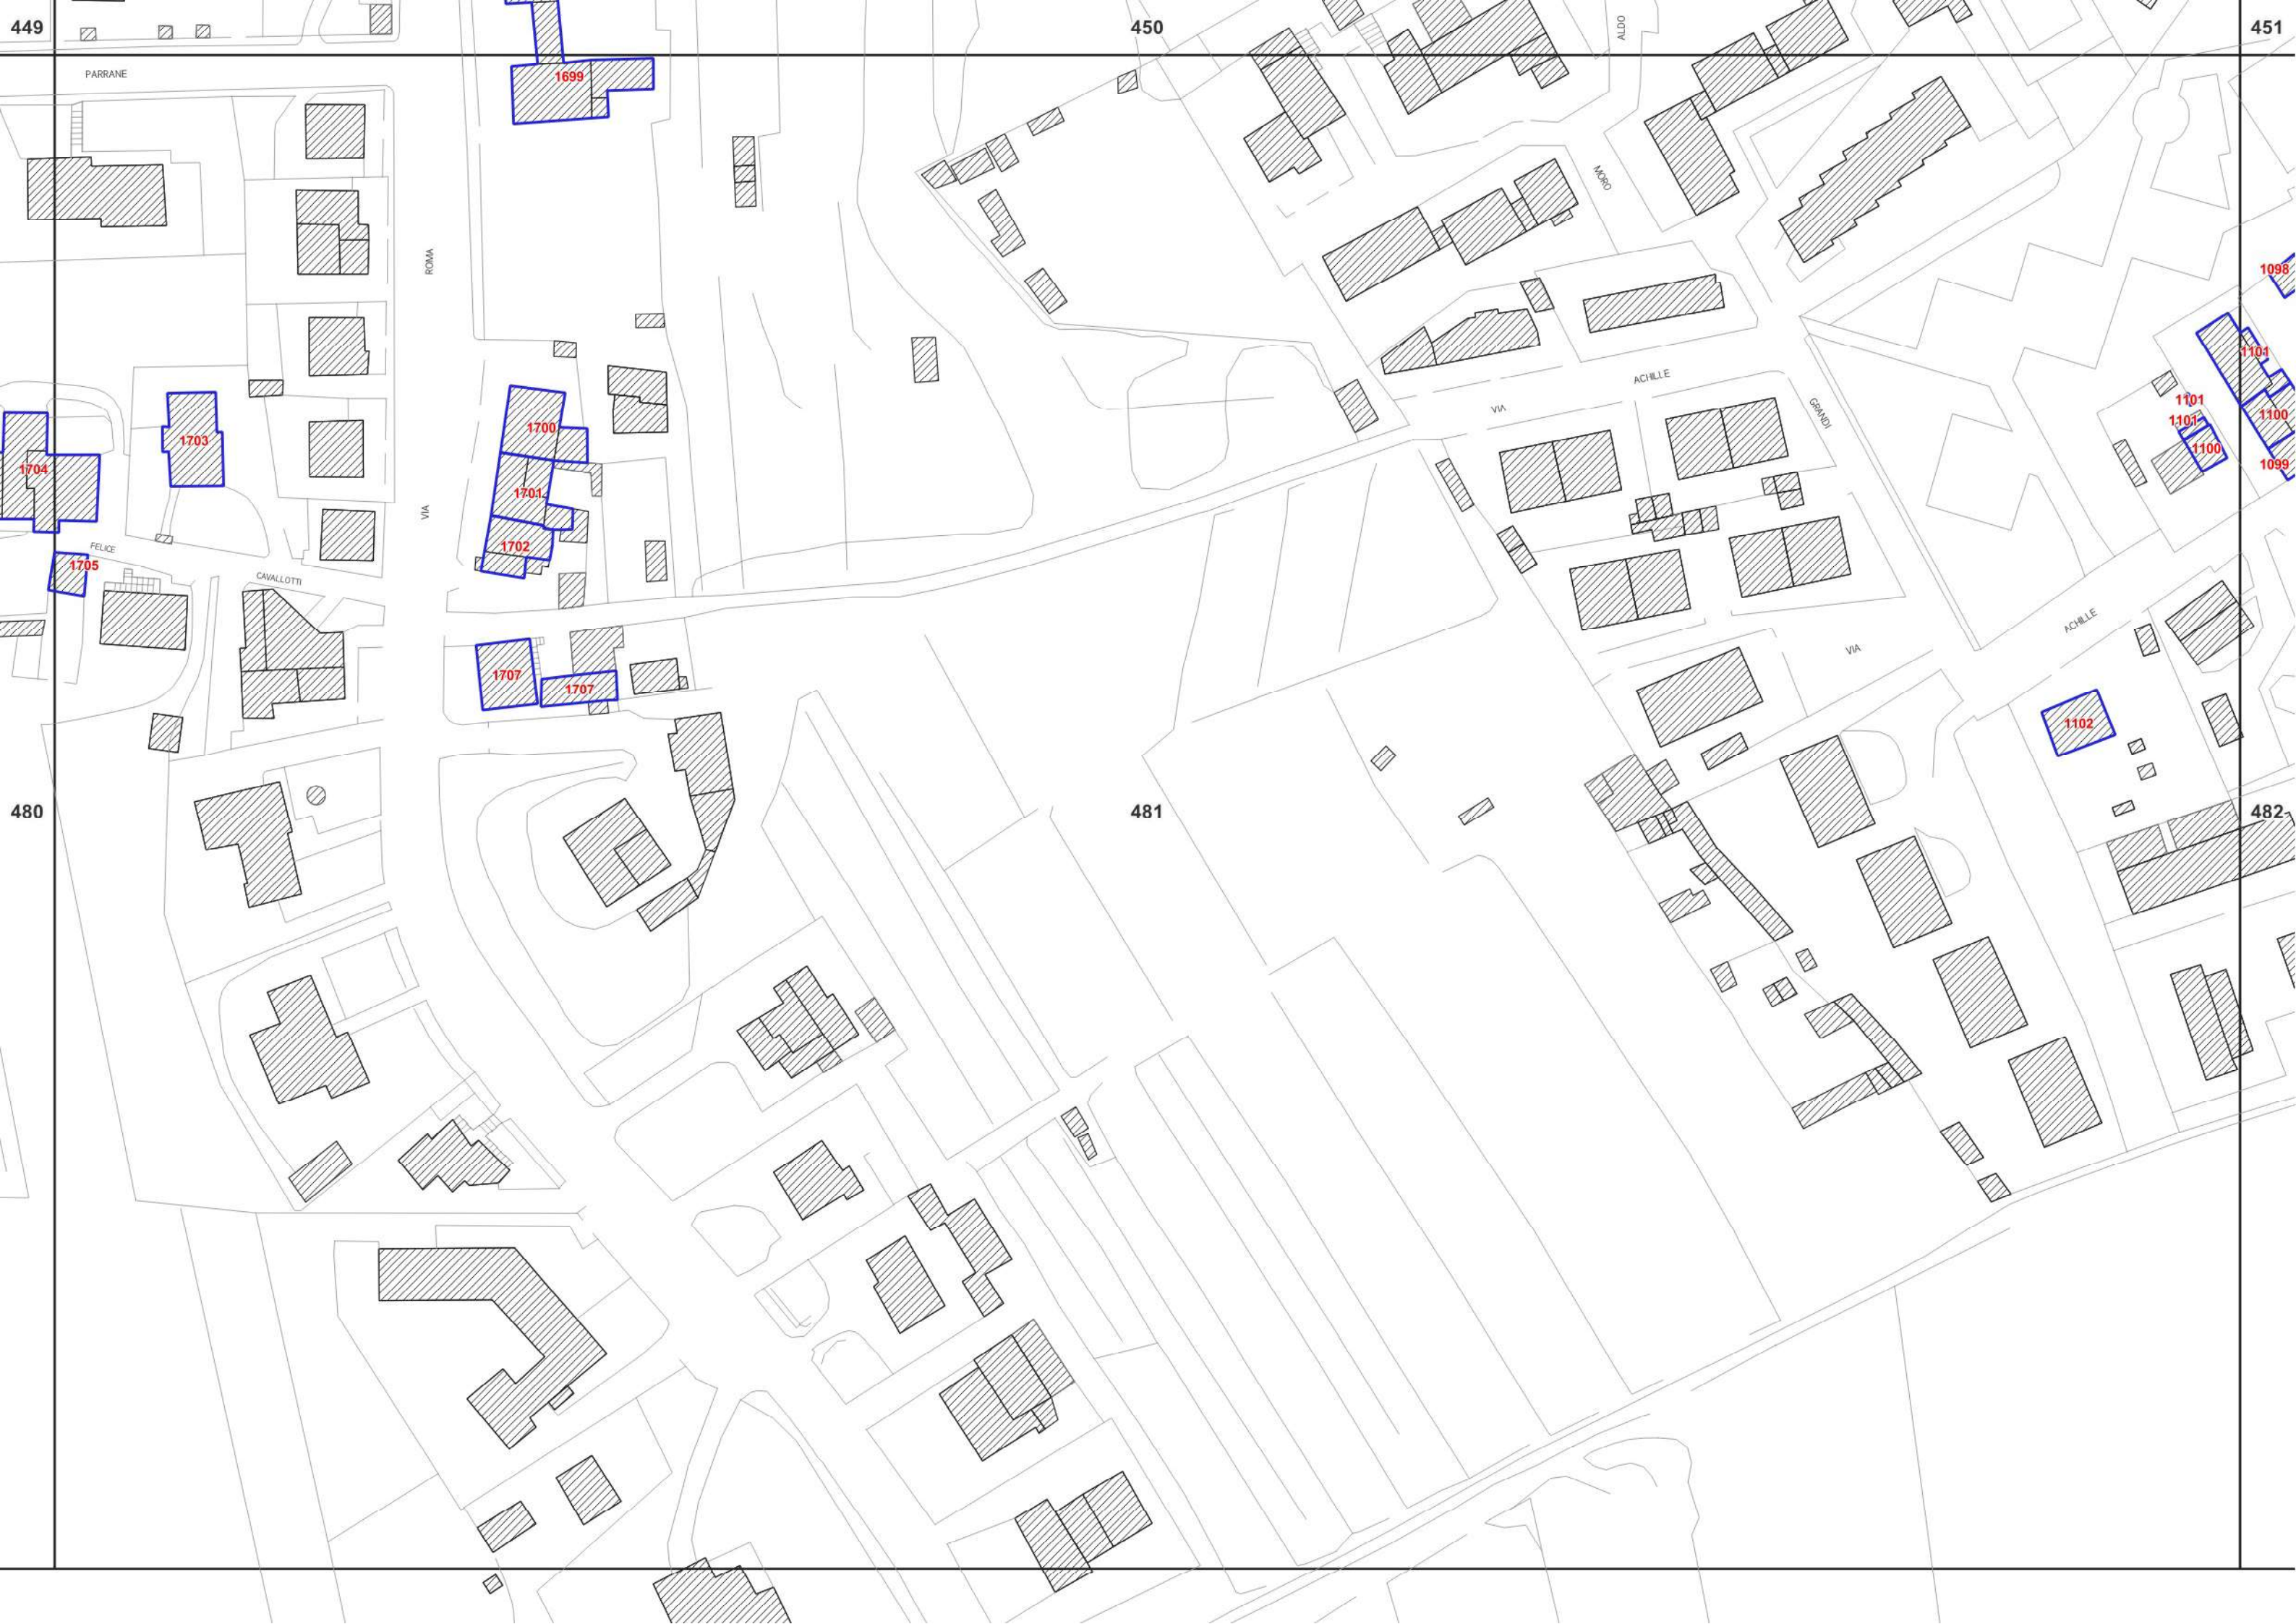 449
450
451
ALDO
PARRANE
1699
MORO
ROMA
1098
1101
ACHILLE
VIA
GRANDI
1101
1100
1101
1100
1099
1700
1703
1704
1701
1702
FELICE
1705
CAVALLOTTI
VIA
ACHILLE
VIA
1707
1707
1102
480
481
482